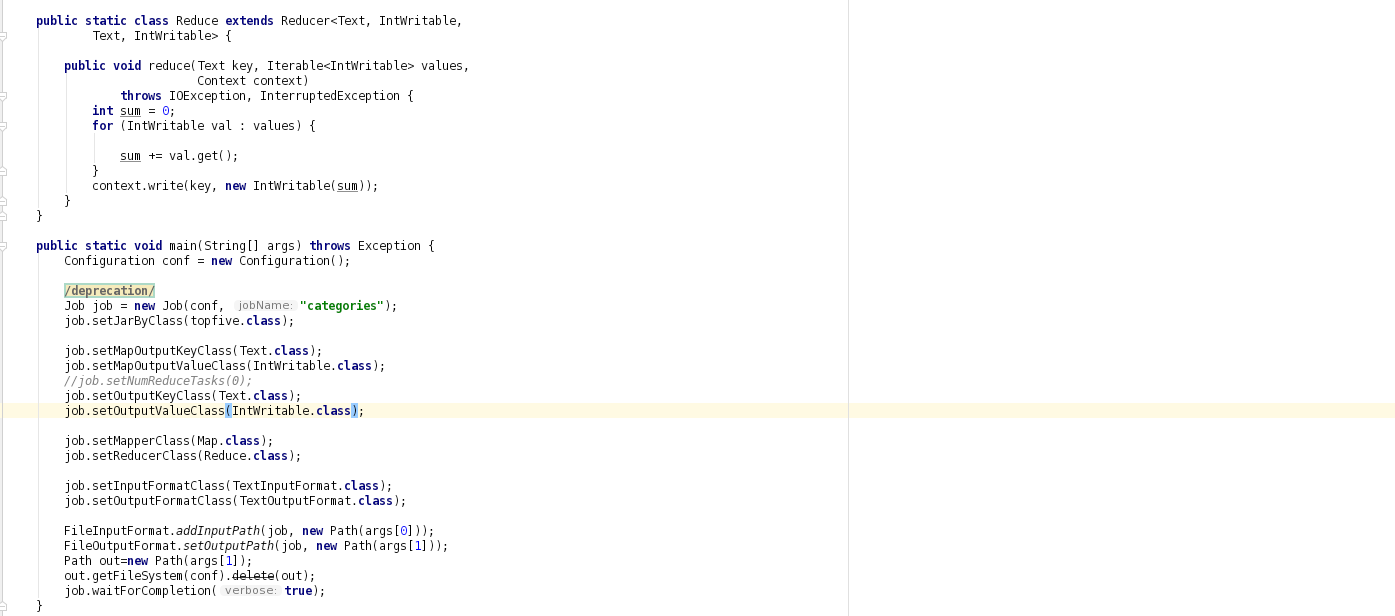 public static class Reduce extends Reducer<Text, IntWritable,
        Text, IntWritable> {
    public void reduce(Text key, Iterable<IntWritable> values,
                       Context context)
            throws IOException, InterruptedException {
        int sum = 0;
        for (IntWritable val : values) {
            sum += val.get();
        }
        context.write(key, new IntWritable(sum));
    }
}
public static void main(String[] args) throws Exception {
    Configuration conf = new Configuration();
    /deprecation/
    Job job = new Job(conf, jobName: "categories");
    job.setJarByClass(topfive.class);
    job.setMapOutputKeyClass(Text.class);
    job.setMapOutputValueClass(IntWritable.class);
    //job.setNumReduceTasks(0);
    job.setOutputKeyClass(Text.class);
    job.setOutputValueClass(IntWritable.class);
    job.setMapperClass(Map.class);
    job.setReducerClass(Reduce.class);
    job.setInputFormatClass(TextInputFormat.class);
    job.setOutputFormatClass(TextOutputFormat.class);
    FileInputFormat.addInputPath(job, new Path(args[0]));
    FileOutputFormat.setOutputPath(job, new Path(args[1]));
    Path out=new Path(args[1]);
    out.getFileSystem(conf).delete(out);
    job.waitForCompletion( verbose: true);
}